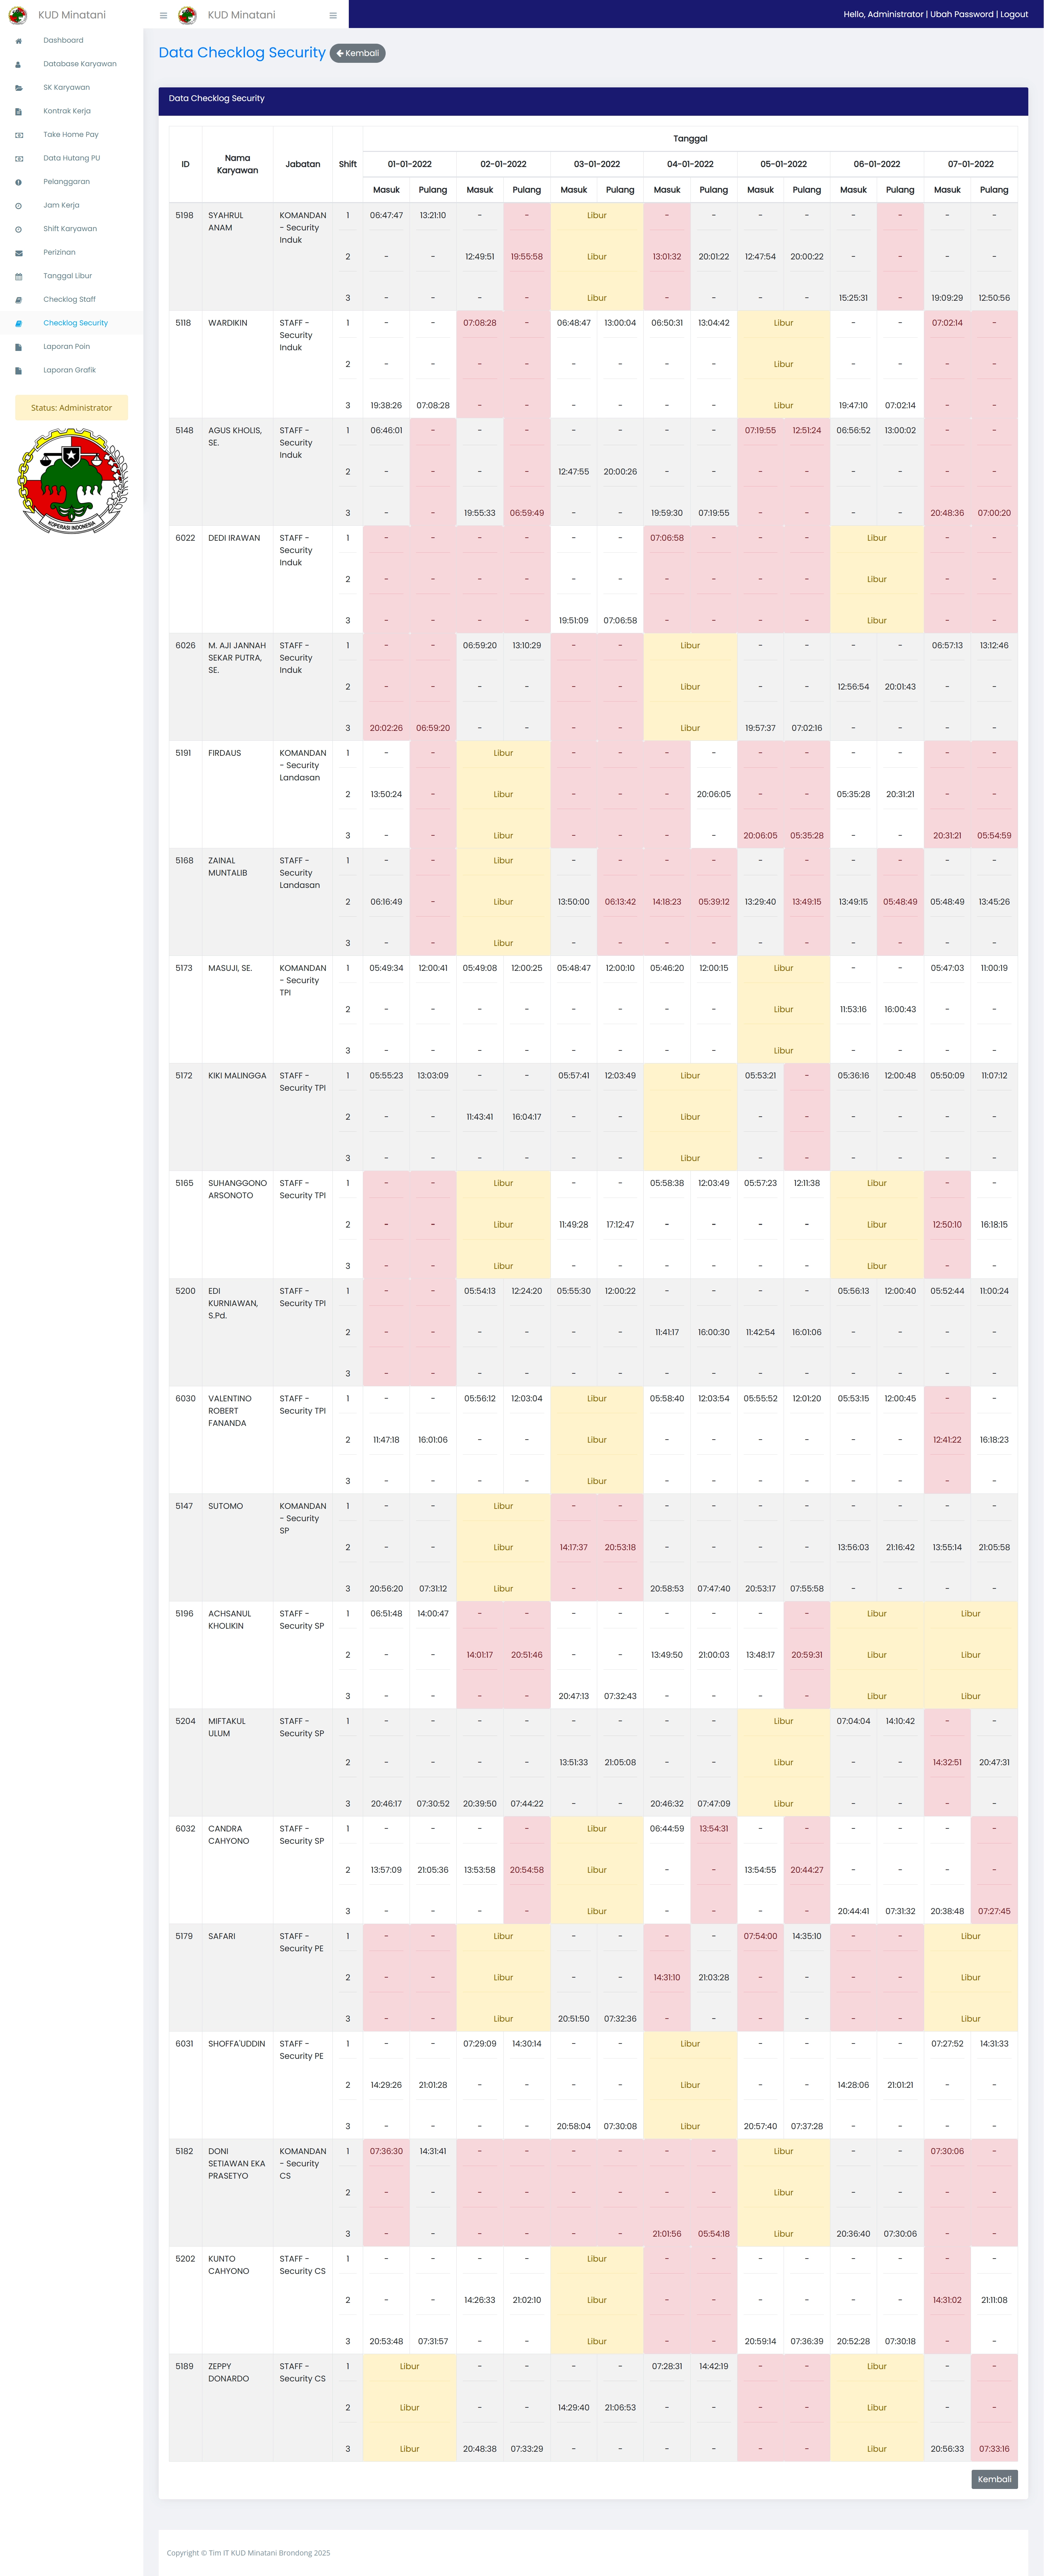 KUD Minatani
KUD Minatani
Hello, Administrator | Ubah Password | Logout
Dashboard
Database Karyawan
SK Karyawan
Kontrak Kerja
Take Home Pay
Data Hutang PU
Pelanggaran
Jam Kerja
Shift Karyawan
Perizinan
Tanggal Libur
Checklog Staff
Checklog Security
Laporan Poin
Laporan Grafik
Status: Administrator
KOPERASI INDONESIA
Data Checklog Security Kembali
Data Checklog Security
Tanggal
ID Nama Karyawan Jabatan Shift 01-01-2022 02-01-2022 03-01-2022 04-01-2022 05-01-2022 06-01-2022 07-01-2022
Masuk Pulang Masuk Pulang Masuk Pulang Masuk Pulang Masuk Pulang Masuk Pulang Masuk Pulang
5198 SYAHRUL ANAM KOMANDAN - Security Induk 1 06:47:47 13:21:10 - - Libur - - - - - - - -
2 - - 12:49:51 19:55:58 Libur 13:01:32 20:01:22 12:47:54 20:00:22 - - - -
3 - - - - Libur - - - - 15:25:31 - 19:09:29 12:50:56
5118 WARDIKIN STAFF - Security Induk 1 - - 07:08:28 - 06:48:47 13:00:04 06:50:31 13:04:42 Libur - - 07:02:14 -
2 - - - - - - - - Libur - - - -
3 19:38:26 07:08:28 - - - - - - Libur 19:47:10 07:02:14 - -
5148 AGUS KHOLIS, SE. STAFF - Security Induk 1 06:46:01 - - - - - - - 07:19:55 12:51:24 06:56:52 13:00:02 - -
2 - - - - 12:47:55 20:00:26 - - - - - - - -
3 - - 19:55:33 06:59:49 - - 19:59:30 07:19:55 - - - - 20:48:36 07:00:20
6022 DEDI IRAWAN STAFF - Security Induk 1 - - - - - - 07:06:58 - - - Libur - -
2 - - - - - - - - - - Libur - -
3 - - - - 19:51:09 07:06:58 - - - - Libur - -
6026 M. AJI JANNAH SEKAR PUTRA, SE. STAFF - Security Induk 1 - - 06:59:20 13:10:29 - - Libur - - - - 06:57:13 13:12:46
2 - - - - - - Libur - - 12:56:54 20:01:43 - -
3 20:02:26 06:59:20 - - - - Libur 19:57:37 07:02:16 - - - -
5191 FIRDAUS KOMANDAN - Security Landasan 1 - - Libur - - - - - - - - - -
2 13:50:24 - Libur - - - 20:06:05 - - 05:35:28 20:31:21 - -
3 - - Libur - - - - 20:06:05 05:35:28 - - 20:31:21 05:54:59
5168 ZAINAL MUNTALIB STAFF - Security Landasan 1 - - Libur - - - - - - - - - -
2 06:16:49 - Libur 13:50:00 06:13:42 14:18:23 05:39:12 13:29:40 13:49:15 13:49:15 05:48:49 05:48:49 13:45:26
3 - - Libur - - - - - - - - - -
5173 MASUJI, SE. KOMANDAN - Security TPI 1 05:49:34 12:00:41 05:49:08 12:00:25 05:48:47 12:00:10 05:46:20 12:00:15 Libur - - 05:47:03 11:00:19
2 - - - - - - - - Libur 11:53:16 16:00:43 - -
3 - - - - - - - - Libur - - - -
5172 KIKI MALINGGA STAFF - Security TPI 1 05:55:23 13:03:09 - - 05:57:41 12:03:49 Libur 05:53:21 - 05:36:16 12:00:48 05:50:09 11:07:12
2 - - 11:43:41 16:04:17 - - Libur - - - - - -
3 - - - - - - Libur - - - - - -
5165 SUHANGGONO ARSONOTO STAFF - Security TPI 1 - - Libur - - 05:58:38 12:03:49 05:57:23 12:11:38 Libur - -
2 - - Libur 11:49:28 17:12:47 - - - - Libur 12:50:10 16:18:15
3 - - Libur - - - - - - Libur - -
5200 EDI KURNIAWAN, S.Pd. STAFF - Security TPI 1 - - 05:54:13 12:24:20 05:55:30 12:00:22 - - - - 05:56:13 12:00:40 05:52:44 11:00:24
2 - - - - - - 11:41:17 16:00:30 11:42:54 16:01:06 - - - -
3 - - - - - - - - - - - - - -
6030 VALENTINO ROBERT FANANDA STAFF - Security TPI 1 - - 05:56:12 12:03:04 Libur 05:58:40 12:03:54 05:55:52 12:01:20 05:53:15 12:00:45 - -
2 11:47:18 16:01:06 - - Libur - - - - - - 12:41:22 16:18:23
3 - - - - Libur - - - - - - - -
5147 SUTOMO KOMANDAN - Security SP 1 - - Libur - - - - - - - - - -
2 - - Libur 14:17:37 20:53:18 - - - - 13:56:03 21:16:42 13:55:14 21:05:58
3 20:56:20 07:31:12 Libur - - 20:58:53 07:47:40 20:53:17 07:55:58 - - - -
5196 ACHSANUL KHOLIKIN STAFF - Security SP 1 06:51:48 14:00:47 - - - - - - - - Libur Libur
2 - - 14:01:17 20:51:46 - - 13:49:50 21:00:03 13:48:17 20:59:31 Libur Libur
3 - - - - 20:47:13 07:32:43 - - - - Libur Libur
5204 MIFTAKUL ULUM STAFF - Security SP 1 - - - - - - - - Libur 07:04:04 14:10:42 - -
2 - - - - 13:51:33 21:05:08 - - Libur - - 14:32:51 20:47:31
3 20:46:17 07:30:52 20:39:50 07:44:22 - - 20:46:32 07:47:09 Libur - - - -
6032 CANDRA CAHYONO STAFF - Security SP 1 - - - - Libur 06:44:59 13:54:31 - - - - - -
2 13:57:09 21:05:36 13:53:58 20:54:58 Libur - - 13:54:55 20:44:27 - - - -
3 - - - - Libur - - - - 20:44:41 07:31:32 20:38:48 07:27:45
5179 SAFARI STAFF - Security PE 1 - - Libur - - - - 07:54:00 14:35:10 - - Libur
2 - - Libur - - 14:31:10 21:03:28 - - - - Libur
3 - - Libur 20:51:50 07:32:36 - - - - - - Libur
6031 SHOFFA'UDDIN STAFF - Security PE 1 - - 07:29:09 14:30:14 - - Libur - - - - 07:27:52 14:31:33
2 14:29:26 21:01:28 - - - - Libur - - 14:28:06 21:01:21 - -
3 - - - - 20:58:04 07:30:08 Libur 20:57:40 07:37:28 - - - -
5182 DONI SETIAWAN EKA PRASETYO KOMANDAN - Security CS 1 07:36:30 14:31:41 - - - - - - Libur - - 07:30:06 -
2 - - - - - - - - Libur - - - -
3 - - - - - - 21:01:56 05:54:18 Libur 20:36:40 07:30:06 - -
5202 KUNTO CAHYONO STAFF - Security CS 1 - - - - Libur - - - - - - - -
2 - - 14:26:33 21:02:10 Libur - - - - - - 14:31:02 21:11:08
3 20:53:48 07:31:57 - - Libur - - 20:59:14 07:36:39 20:52:28 07:30:18 - -
5189 ZEPPY DONARDO STAFF - Security CS 1 Libur - - - - 07:28:31 14:42:19 - - Libur - -
2 Libur - - 14:29:40 21:06:53 - - - - Libur - -
3 Libur 20:48:38 07:33:29 - - - - - - Libur 20:56:33 07:33:16
Kembali
Copyright © Tim IT KUD Minatani Brondong 2025